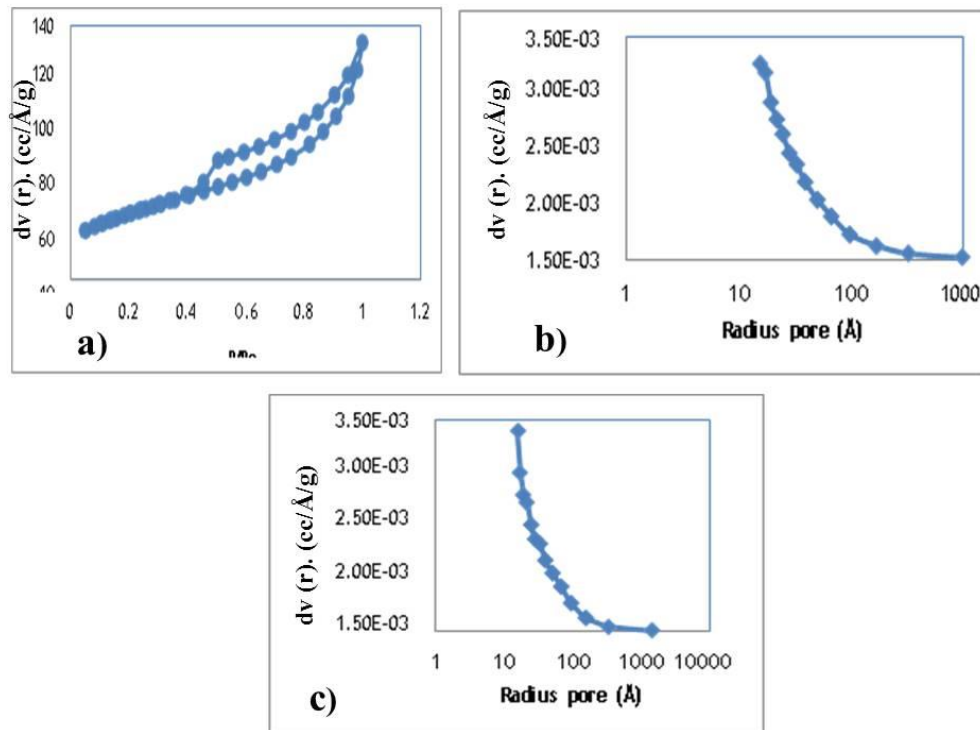 140
120
100
80
60
dv (r). (cc/Å/g)
0 0.2 0.4 0.6 0.8 1 1.2
a)
3.50E-03
3.00E-03
2.50E-03
2.00E-03
1.50E-03
dv (r). (cc/Å/g)
1 10 100 1000
Radius pore (Å)
b)
3.50E-03
3.00E-03
2.50E-03
2.00E-03
1.50E-03
dv (r). (cc/Å/g)
1 10 100 1000 10000
Radius pore (Å)
c)